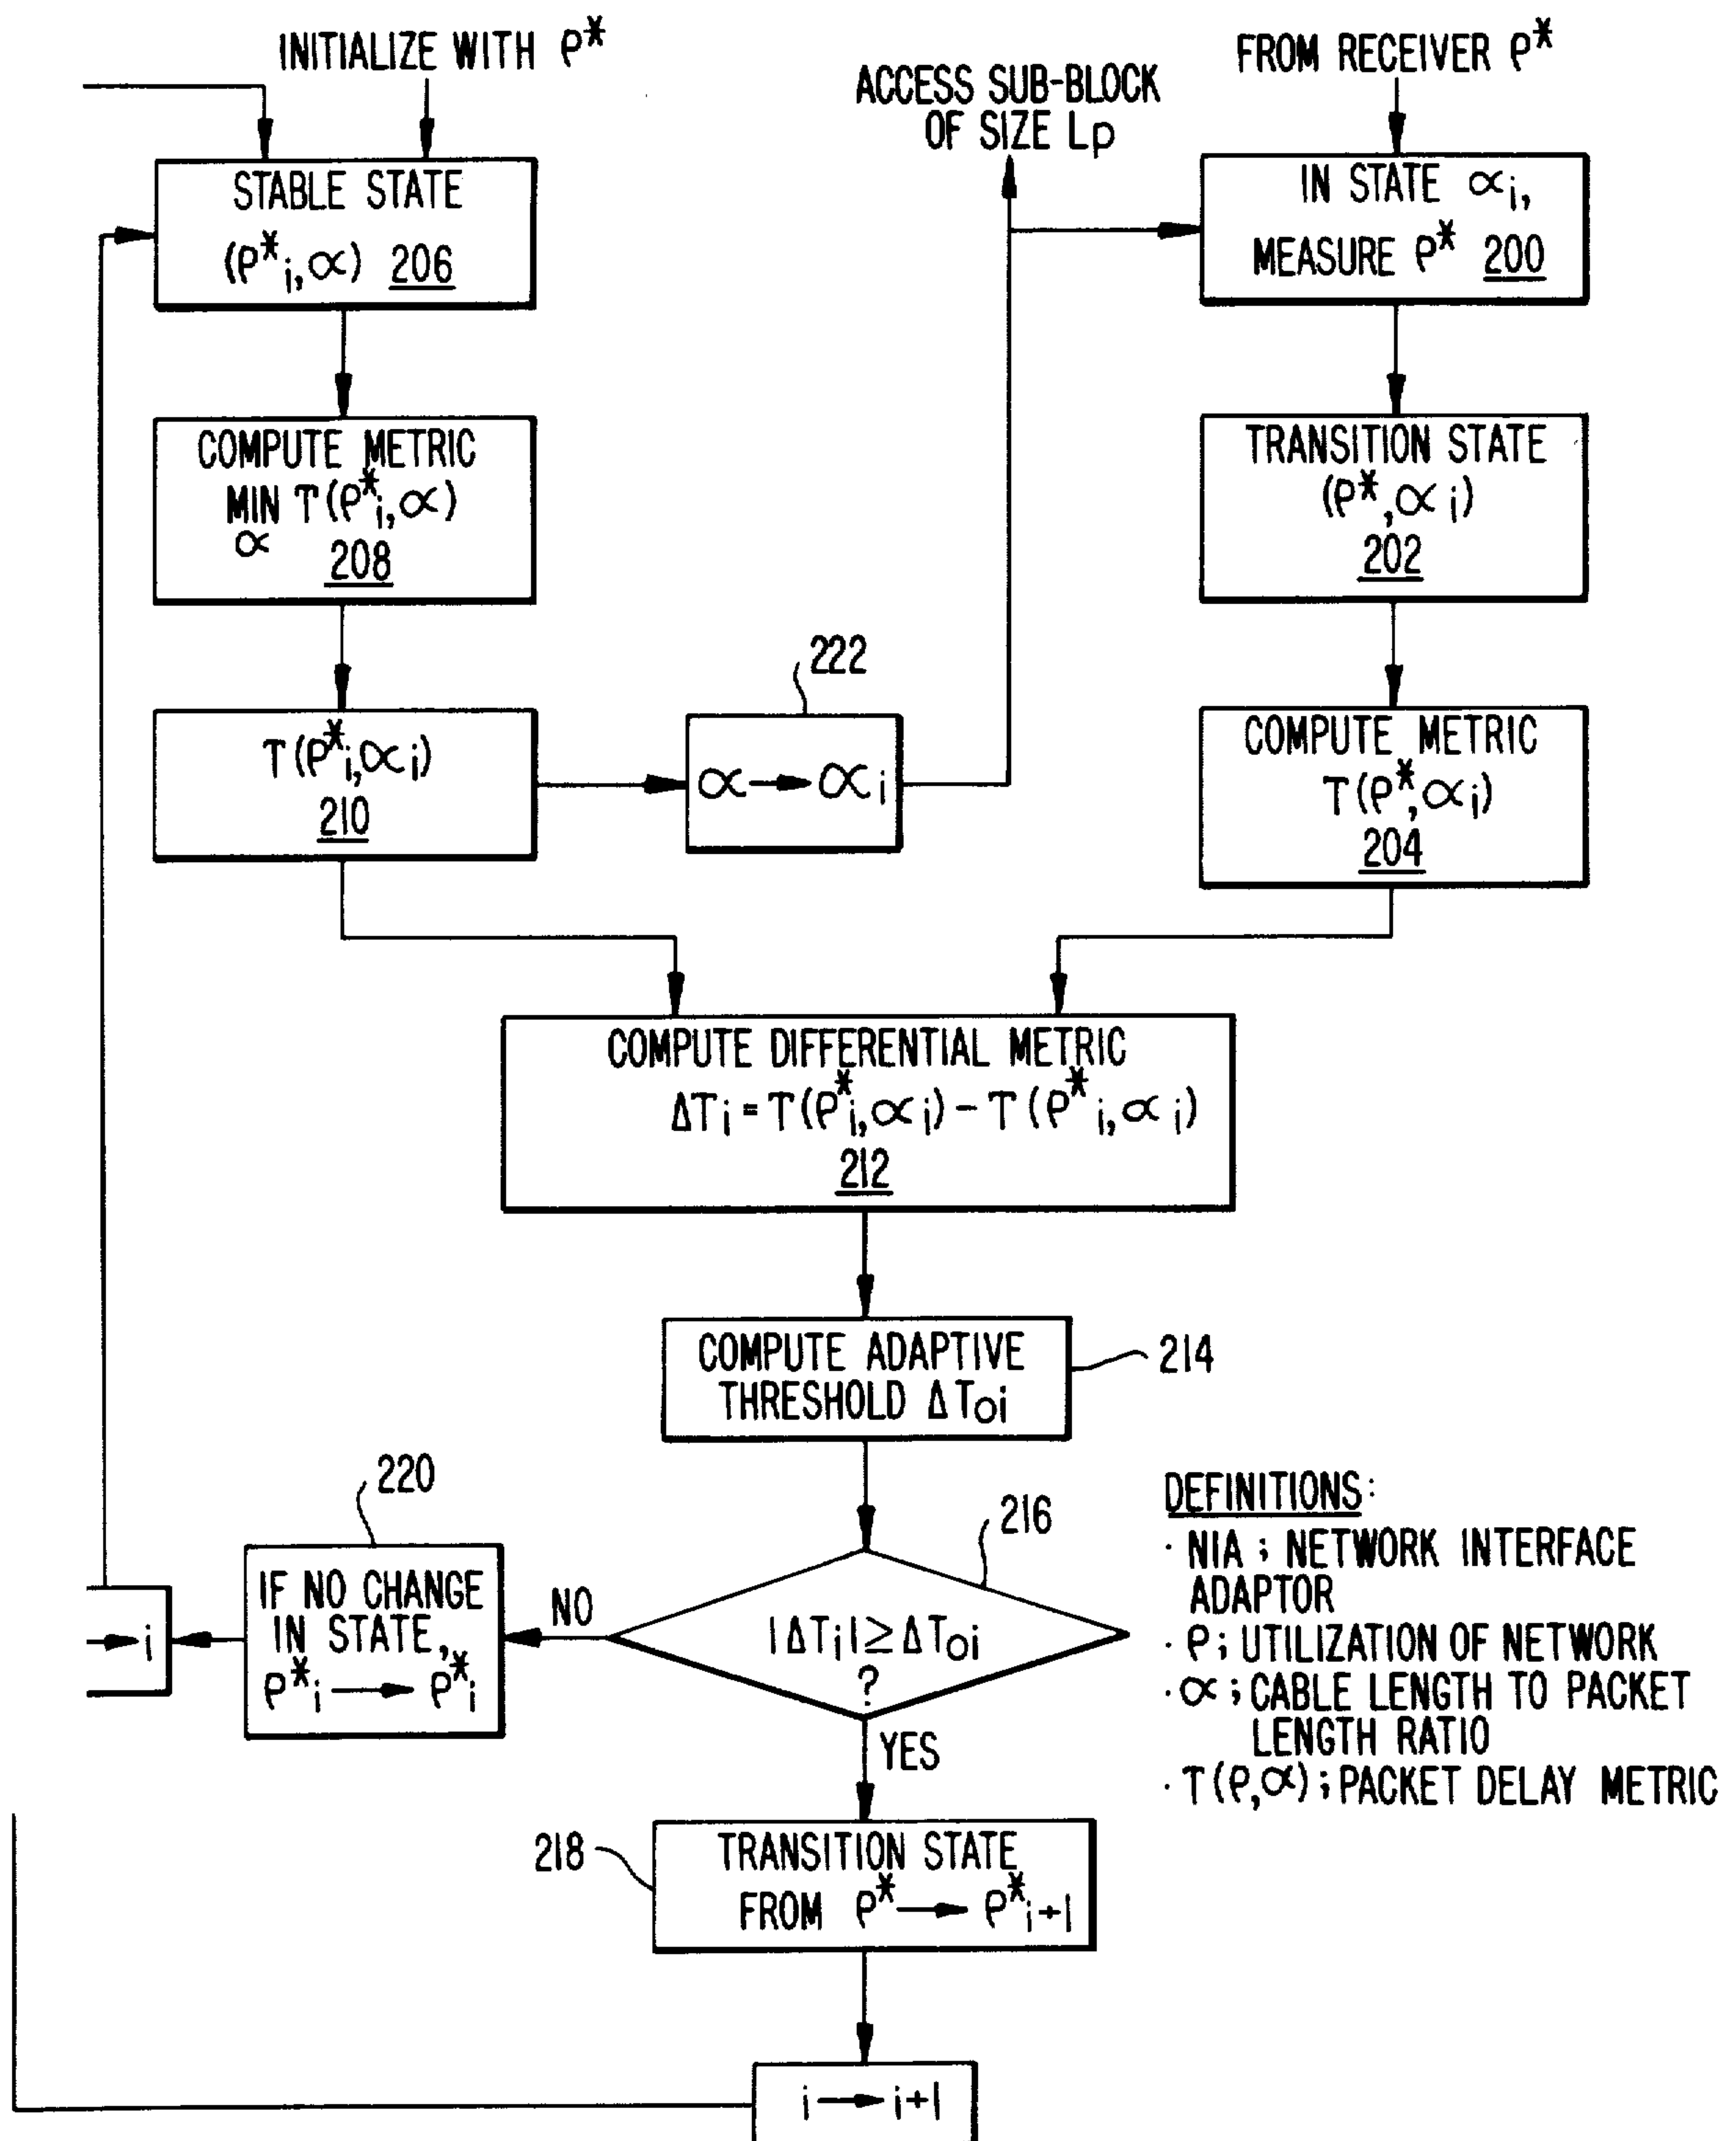 INITIALIZE WITH ρ*
ACCESS SUB-BLOCK
OF SIZE Lp
FROM RECEIVER ρ*
STABLE STATE
(ρ*i,∝) 206
IN STATE ∝i,
MEASURE ρ* 200
COMPUTE METRIC
MIN T(ρ*i,∝)
∝
208
TRANSITION STATE
(ρ*,∝i)
202
222
T(ρ*i,∝i)
210
∝ → ∝i
COMPUTE METRIC
T(ρ*,∝i)
204
COMPUTE DIFFERENTIAL METRIC
ΔTi = T(ρ*i,∝i) – T(ρ*i,∝i)
212
COMPUTE ADAPTIVE
THRESHOLD ΔToi
214
220
216
IF NO CHANGE
IN STATE,
ρ*i → ρ*i
→ i
NO
|ΔTi| ≥ ΔToi
?
YES
DEFINITIONS:
· NIA ; NETWORK INTERFACE
ADAPTOR
· ρ; UTILIZATION OF NETWORK
· ∝ ; CABLE LENGTH TO PACKET
LENGTH RATIO
· T(ρ,∝) ; PACKET DELAY METRIC
218
TRANSITION STATE
FROM ρ* → ρ*i+1
i → i+1